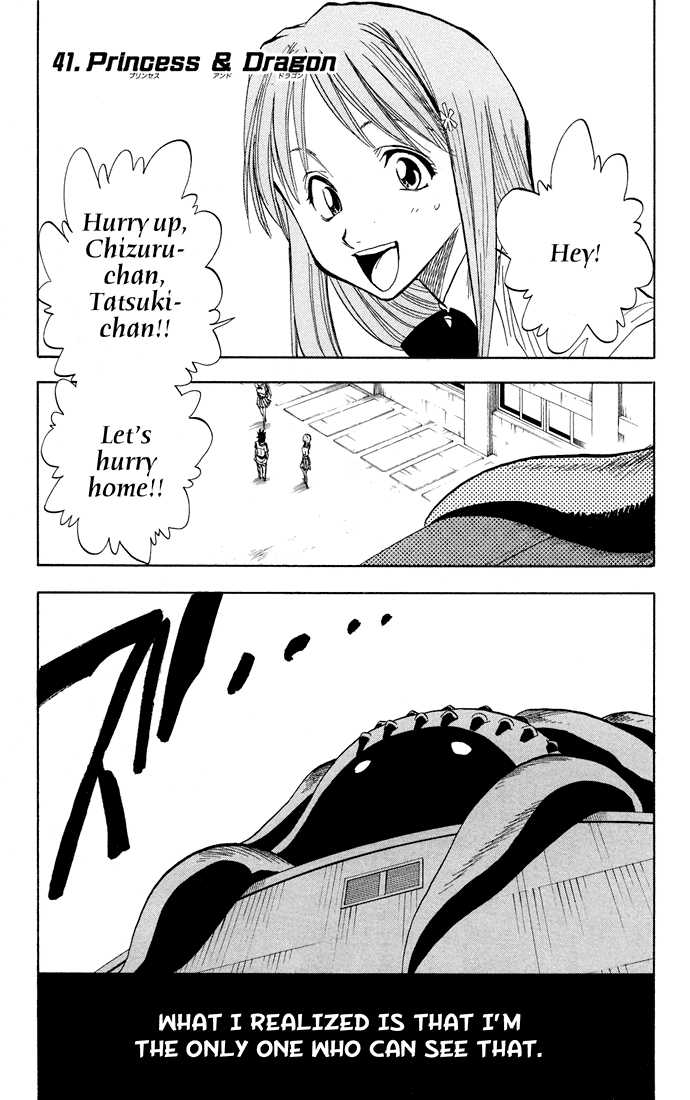 41. Princess & Dragon
プリンセス アンド ドラゴン
Hey!
Hurry up,
Chizuru-
chan,
Tatsuki-
chan!!
Let's
hurry
home!!
WHAT I REALIZED IS THAT I'M
THE ONLY ONE WHO CAN SEE THAT.